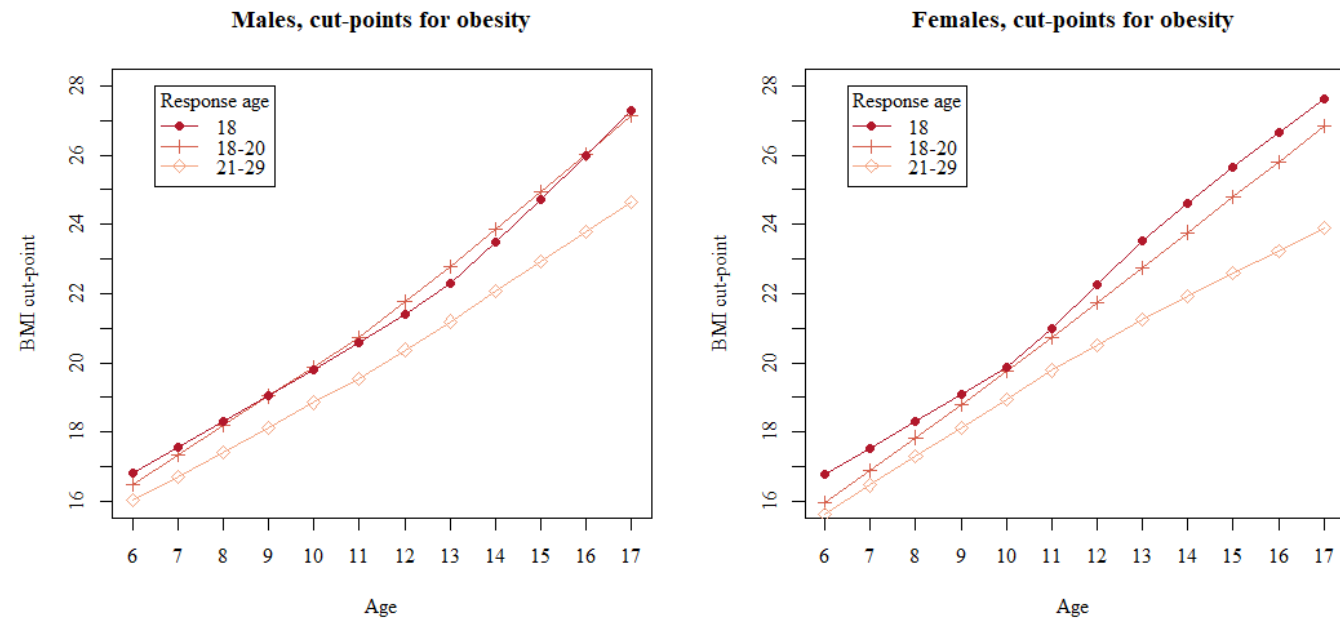 Males, cut-points for obesity
BMI cut-point
28
26
24
22
20
18
16
Response age
18
18-20
21-29
6 7 8 9 10 11 12 13 14 15 16 17
Age
Females, cut-points for obesity
BMI cut-point
28
26
24
22
20
18
16
Response age
18
18-20
21-29
6 7 8 9 10 11 12 13 14 15 16 17
Age